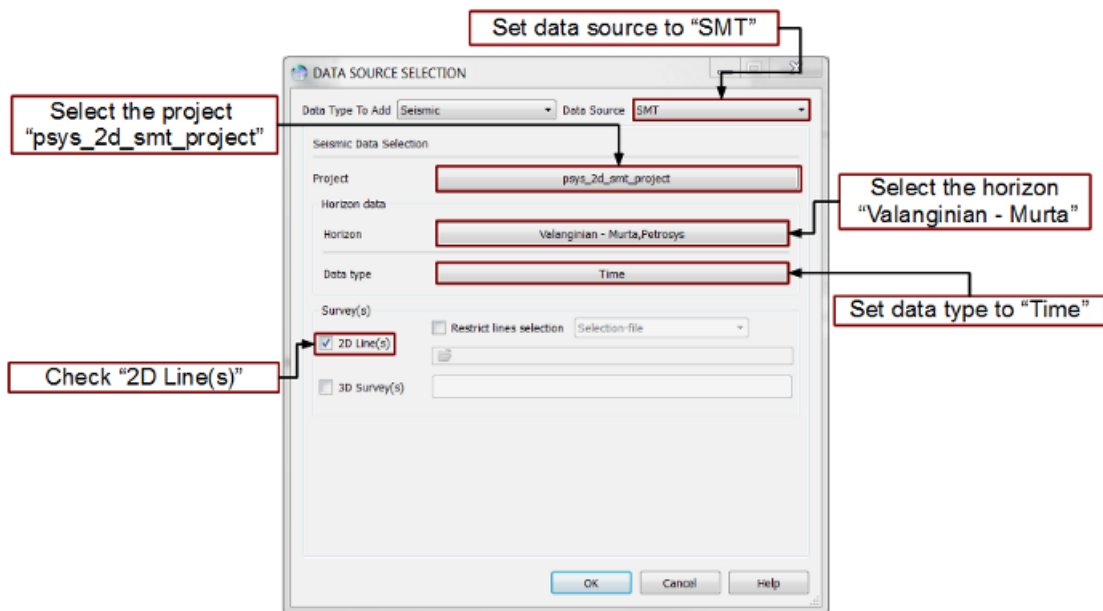 Set data source to “SMT”
DATA SOURCE SELECTION
Data Type To Add Seismic Data Source SMT
Select the project
“psys_2d_smt_project”
Seismic Data Selection
Project psys_2d_smt_project
Select the horizon
“Valanginian - Murta”
Horizon data
Horizon Valanginian - Murta,Petrosys
Data type Time
Set data type to “Time”
Survey(s)
Restrict lines selection Selection-file
2D Line(s)
Check “2D Line(s)”
3D Survey(s)
OK Cancel Help